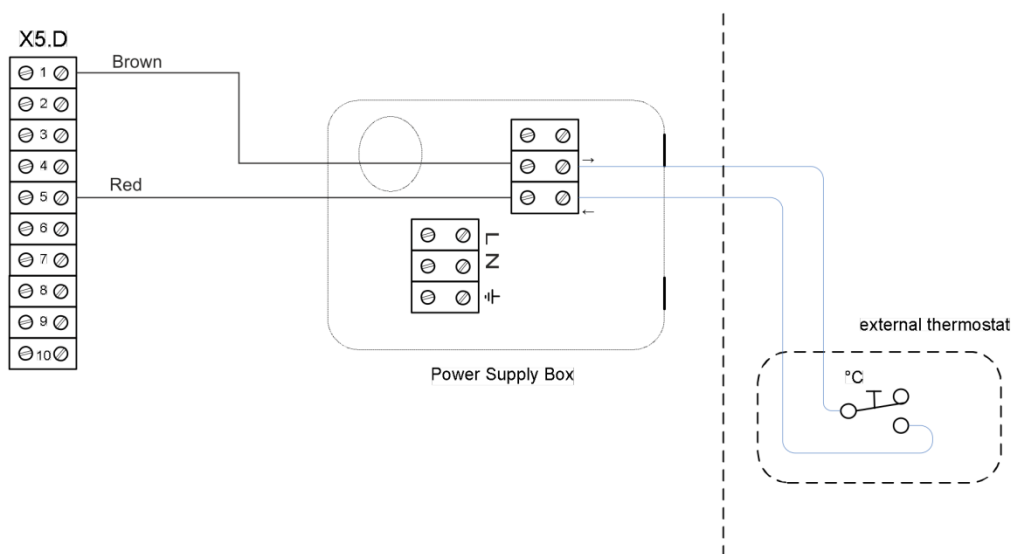 X5.D
Brown
1
2
3
4
Red
5
6
7
8
9
10
→
←
L
N
Power Supply Box
external thermostat
°C